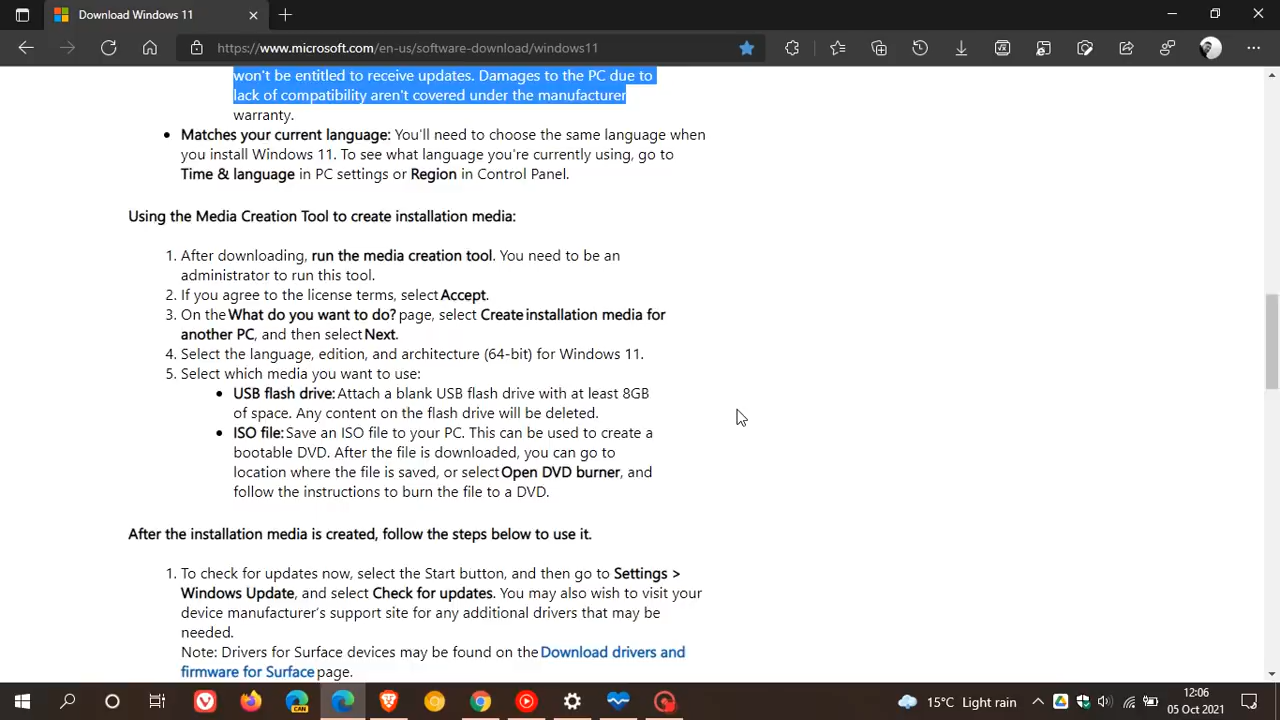 Download Windows 11
https://www.microsoft.com/en-us/software-download/windows11
won't be entitled to receive updates. Damages to the PC due to
lack of compatibility aren't covered under the manufacturer
warranty.
Matches your current language: You'll need to choose the same language when
you install Windows 11. To see what language you're currently using, go to
Time & language in PC settings or Region in Control Panel.
Using the Media Creation Tool to create installation media:
1. After downloading, run the media creation tool. You need to be an
administrator to run this tool.
2. If you agree to the license terms, select Accept.
3. On the What do you want to do? page, select Create installation media for
another PC, and then select Next.
4. Select the language, edition, and architecture (64-bit) for Windows 11.
5. Select which media you want to use:
USB flash drive: Attach a blank USB flash drive with at least 8GB
of space. Any content on the flash drive will be deleted.
ISO file: Save an ISO file to your PC. This can be used to create a
bootable DVD. After the file is downloaded, you can go to
location where the file is saved, or select Open DVD burner, and
follow the instructions to burn the file to a DVD.
After the installation media is created, follow the steps below to use it.
1. To check for updates now, select the Start button, and then go to Settings >
Windows Update, and select Check for updates. You may also wish to visit your
device manufacturer's support site for any additional drivers that may be
needed.
Note: Drivers for Surface devices may be found on the Download drivers and
firmware for Surface page.
CAN
15°C Light rain
12:06
05 Oct 2021